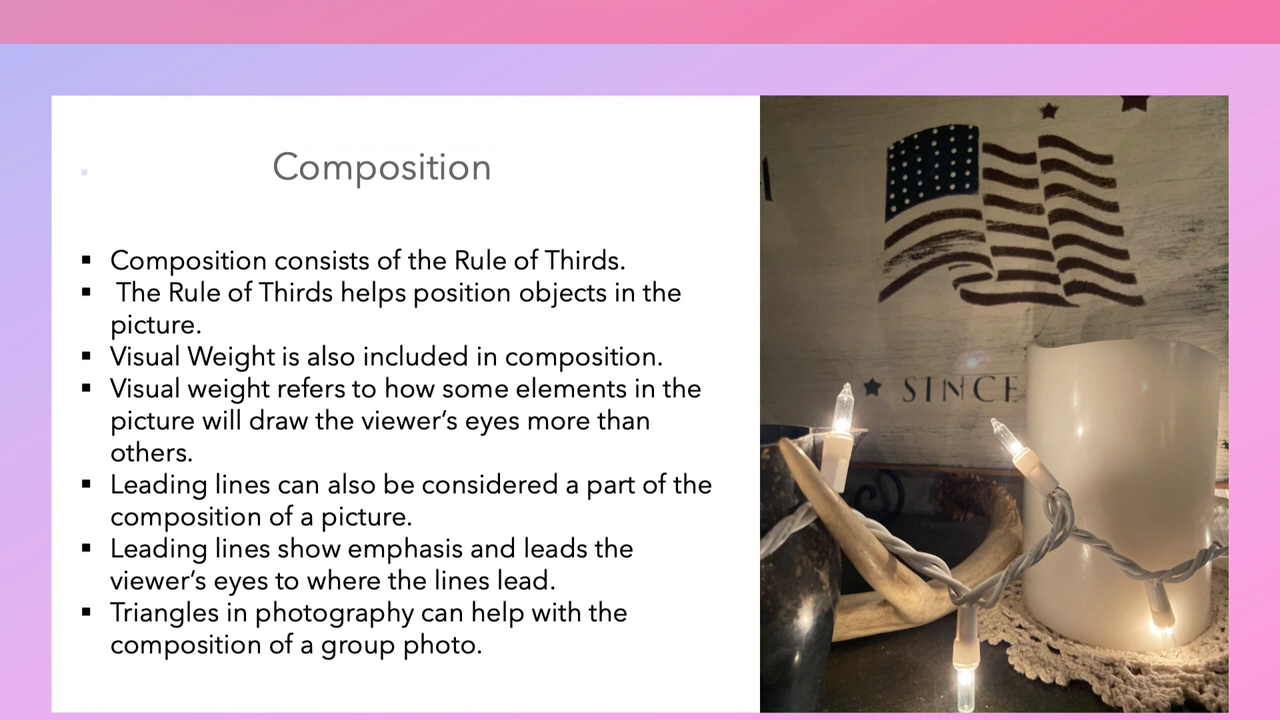 Composition
Composition consists of the Rule of Thirds.
The Rule of Thirds helps position objects in the
picture.
Visual Weight is also included in composition.
Visual weight refers to how some elements in the
picture will draw the viewer’s eyes more than
others.
Leading lines can also be considered a part of the
composition of a picture.
Leading lines show emphasis and leads the
viewer’s eyes to where the lines lead.
Triangles in photography can help with the
composition of a group photo.
SINCE